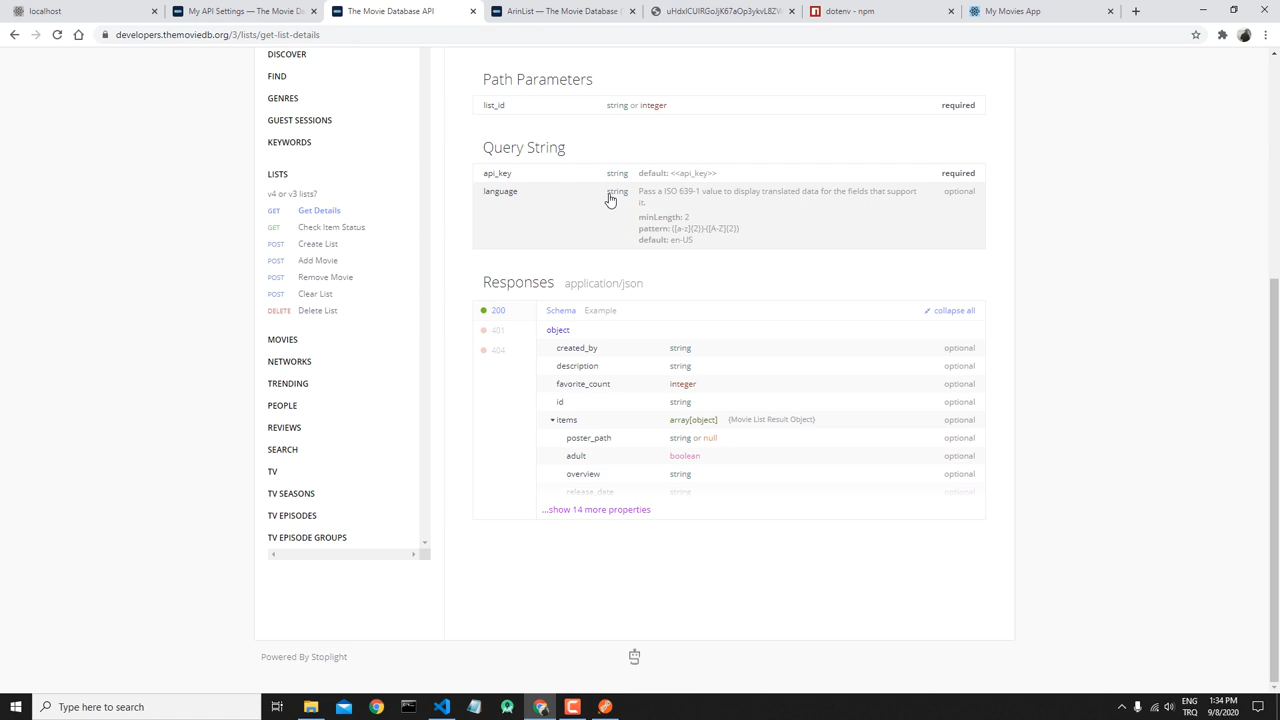 localhost
My API Settings — The Movie Da
The Movie Database API
ArinList — The Movie Database
dotenv - npm
My Movies App
developers.themoviedb.org/3/lists/get-list-details
DISCOVER
FIND
GENRES
GUEST SESSIONS
KEYWORDS
LISTS
v4 or v3 lists?
GET Get Details
GET Check Item Status
POST Create List
POST Add Movie
POST Remove Movie
POST Clear List
DELETE Delete List
MOVIES
NETWORKS
TRENDING
PEOPLE
REVIEWS
SEARCH
TV
TV SEASONS
TV EPISODES
TV EPISODE GROUPS
Path Parameters
list_id string or integer required
Query String
api_key string default: <<api_key>> required
language string Pass a ISO 639-1 value to display translated data for the fields that support optional
it.
minLength: 2
pattern: ([a-z]{2})-([A-Z]{2})
default: en-US
Responses application/json
200 Schema Example collapse all
401
404
object
created_by string optional
description string optional
favorite_count integer optional
id string optional
items array[object] {Movie List Result Object} optional
poster_path string or null optional
adult boolean optional
overview string optional
release_date string optional
...show 14 more properties
Powered By Stoplight
Type here to search
ENG 1:34 PM
9/8/2020